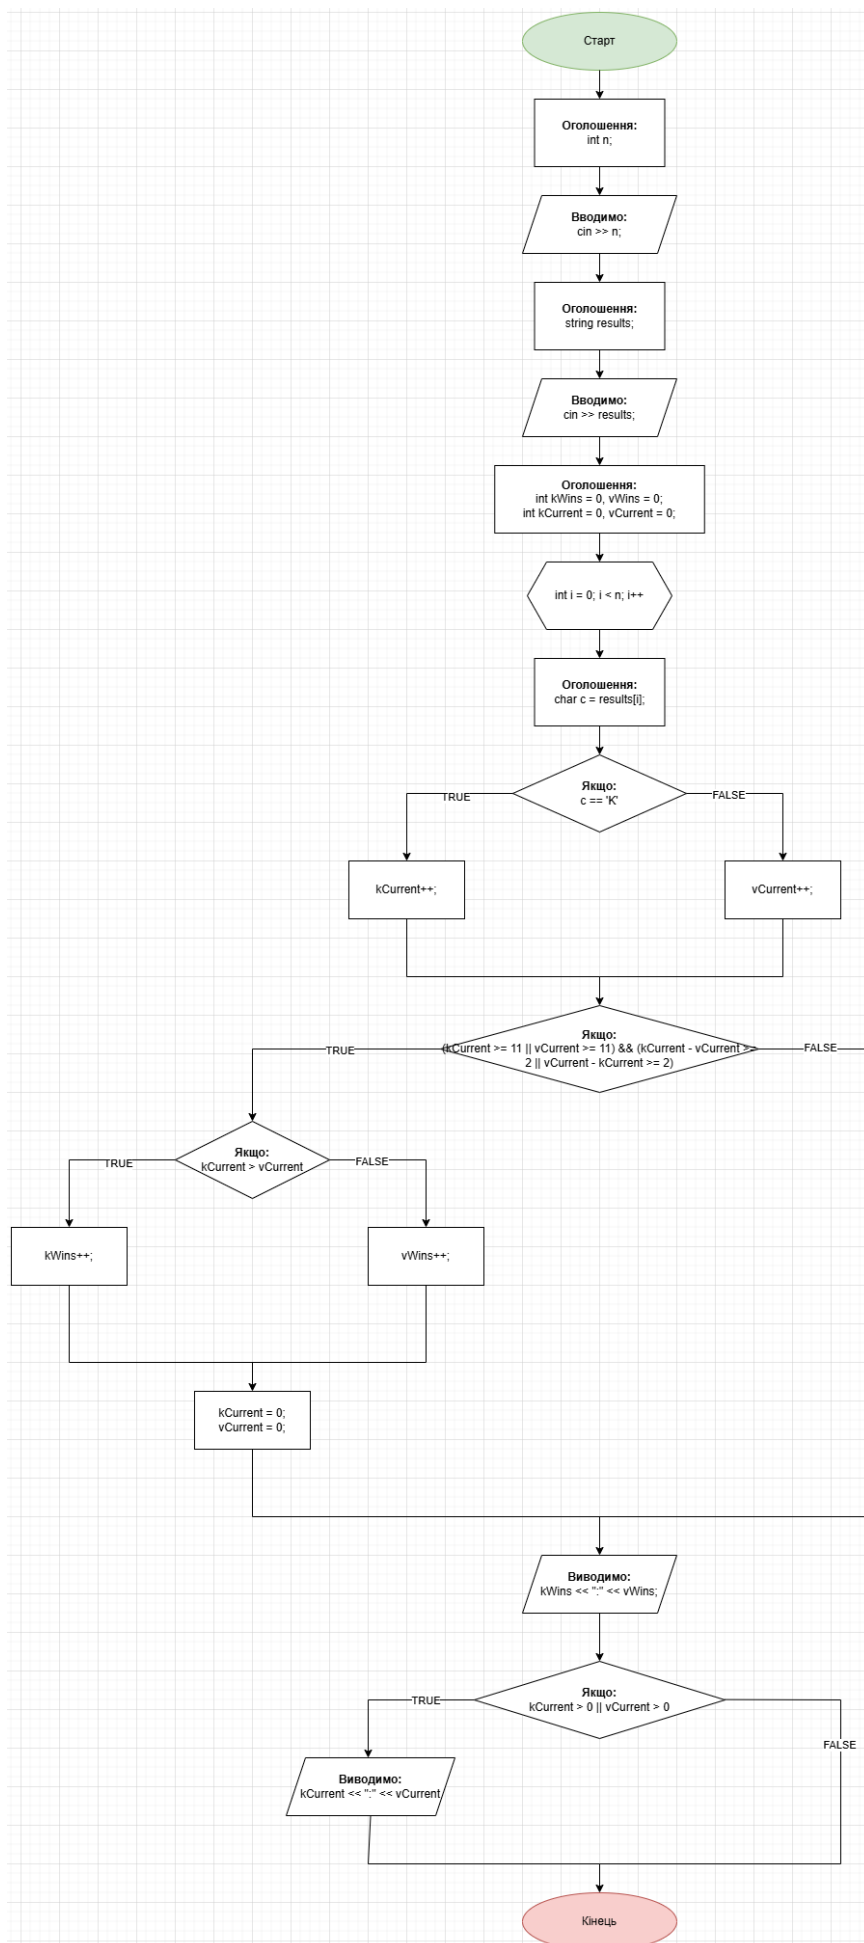 Старт
Оголошення:
int n;
Вводимо:
cin >> n;
Оголошення:
string results;
Вводимо:
cin >> results;
Оголошення:
int kWins = 0, vWins = 0;
int kCurrent = 0, vCurrent = 0;
int i = 0; i < n; i++
Оголошення:
char c = results[i];
Якщо:
c == 'K'
TRUE
FALSE
kCurrent++;
vCurrent++;
Якщо:
(kCurrent >= 11 || vCurrent >= 11) && (kCurrent - vCurrent >=
2 || vCurrent - kCurrent >= 2)
TRUE
FALSE
Якщо:
kCurrent > vCurrent
TRUE
FALSE
kWins++;
vWins++;
kCurrent = 0;
vCurrent = 0;
Виводимо:
kWins << ":" << vWins;
Якщо:
kCurrent > 0 || vCurrent > 0
TRUE
FALSE
Виводимо:
kCurrent << ":" << vCurrent
Кінець